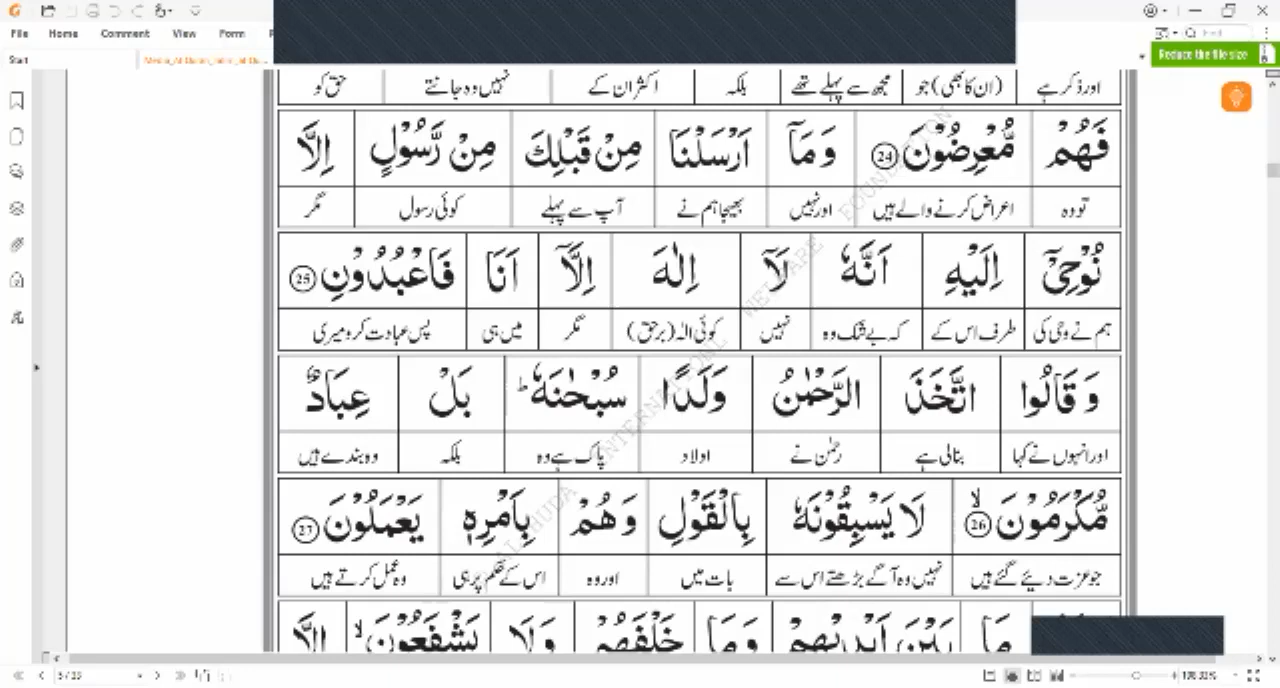 File Home Comment View Form
Start
Reduce the file size
اور ذکر ہے (ان کا بھی) جو مجھ سے پہلے تھے بلکہ اکثر ان کے نہیں وہ جانتے حق کو
فَهُمْ مُّعْرِضُوْنَ 24 وَمَآ اَرْسَلْنَا مِنْ قَبْلِكَ مِنْ رَّسُوْلٍ اِلَّا
تو وہ اعراض کرنے والے ہیں اور نہیں بھیجا ہم نے آپ سے پہلے کوئی رسول مگر
نُوْحِيْٓ اِلَيْهِ اَنَّهٗ لَآ اِلٰهَ اِلَّآ اَنَا فَاعْبُدُوْنِ 25
ہم نے وحی کی طرف اس کے کہ بے شک وہ نہیں کوئی الٰہ (برحق) مگر میں ہی پس عبادت کرو میری
وَ قَالُوا اتَّخَذَ الرَّحْمٰنُ وَلَدًا سُبْحٰنَهٗ ؕ بَلْ عِبَادٌ
اور انہوں نے کہا بنالی ہے رحمٰن نے اولاد پاک ہے وہ بلکہ وہ بندے ہیں
مُّكْرَمُوْنَ ۙ 26 لَا يَسْبِقُوْنَهٗ بِالْقَوْلِ وَهُمْ بِاَمْرِهٖ يَعْمَلُوْنَ 27
جو عزت دیئے گئے ہیں نہیں وہ آگے بڑھتے اس سے بات میں اور وہ اس کے حکم پر ہی وہ عمل کرتے ہیں
مَا بَيْنَ اَيْدِيْهِمْ وَمَا خَلْفَهُمْ وَلَا يَشْفَعُوْنَ ۙ اِلَّا
AL HUDA INTERNATIONAL WELFARE FOUNDATION